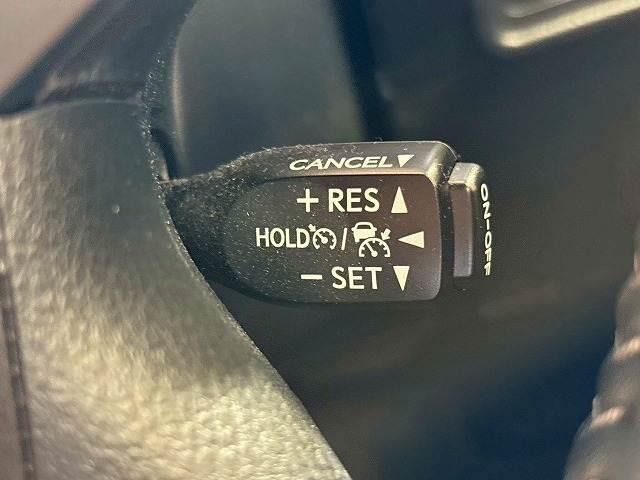 CANCEL▼
+ RES ▲
HOLD / ◀
− SET ▼
ON-OFF